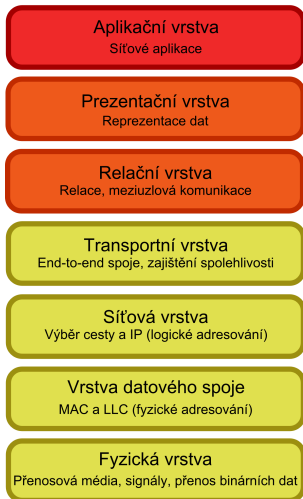 Aplikační vrstva
Síťové aplikace
Prezentační vrstva
Reprezentace dat
Relační vrstva
Relace, meziuzlová komunikace
Transportní vrstva
End-to-end spoje, zajištění spolehlivosti
Síťová vrstva
Výběr cesty a IP (logické adresování)
Vrstva datového spoje
MAC a LLC (fyzické adresování)
Fyzická vrstva
Přenosová média, signály, přenos binárních dat